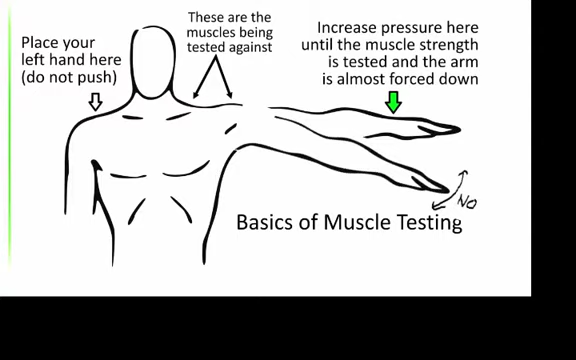 Place your
left hand here
(do not push)
These are the
muscles being
tested against
Increase pressure here
until the muscle strength
is tested and the arm
is almost forced down
NO
Basics of Muscle Testing